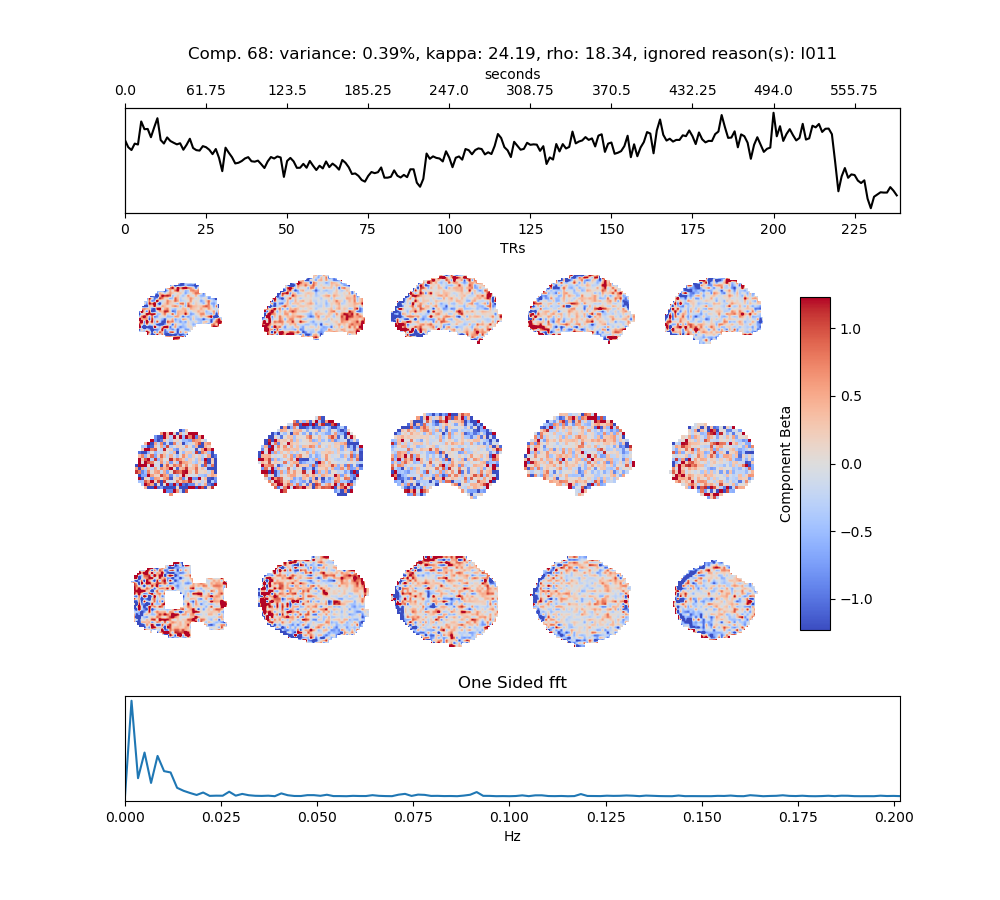 Comp. 68: variance: 0.39%, kappa: 24.19, rho: 18.34, ignored reason(s): I011
seconds
0.0 61.75 123.5 185.25 247.0 308.75 370.5 432.25 494.0 555.75
0 25 50 75 100 125 150 175 200 225
TRs
1.0
0.5
0.0
−0.5
−1.0
Component Beta
One Sided fft
0.000 0.025 0.050 0.075 0.100 0.125 0.150 0.175 0.200
Hz